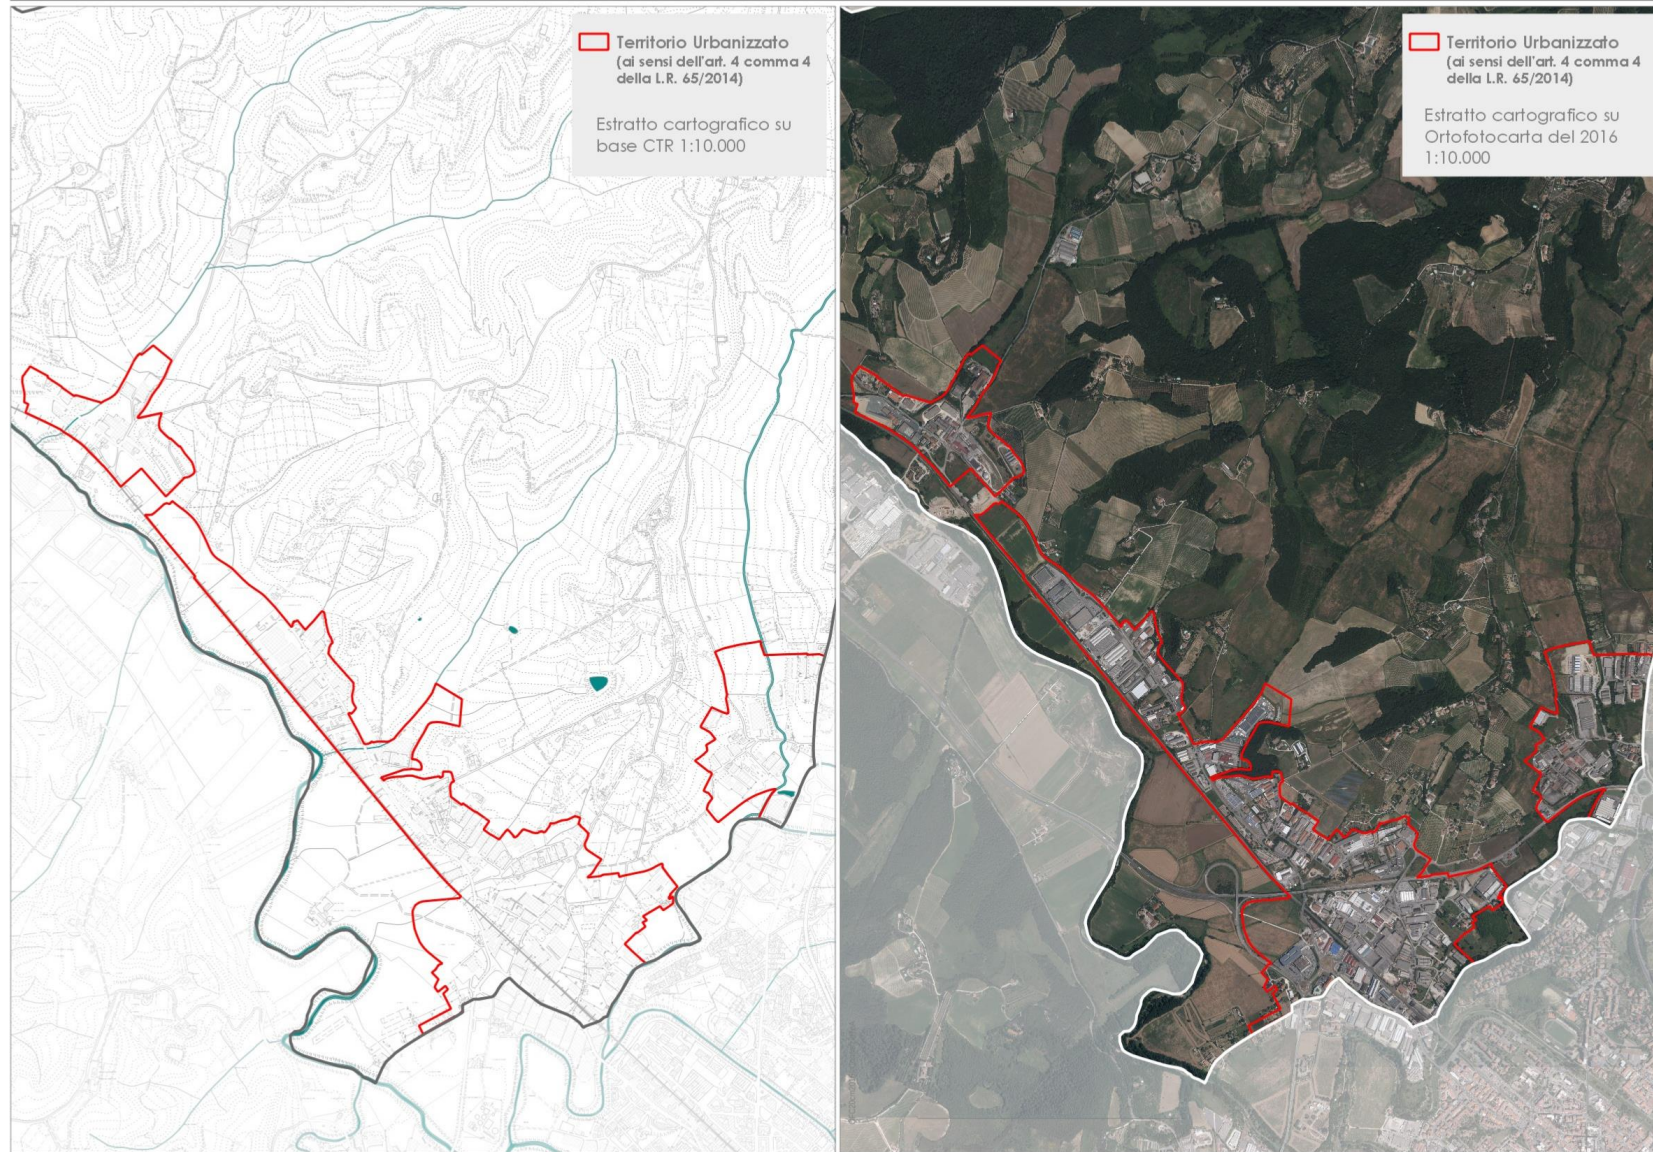 Territorio Urbanizzato
(ai sensi dell'art. 4 comma 4
della L.R. 65/2014)
Estratto cartografico su
base CTR 1:10.000
Territorio Urbanizzato
(ai sensi dell'art. 4 comma 4
della L.R. 65/2014)
Estratto cartografico su
Ortofotocarta del 2016
1:10.000